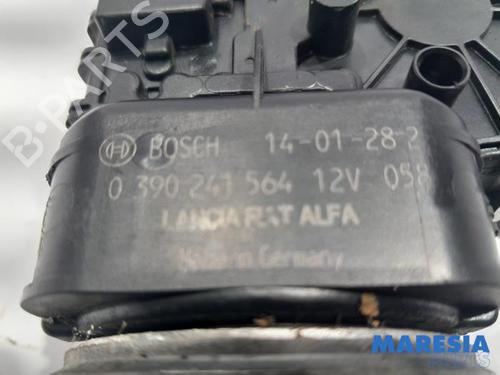 BOSCH 14-01-28-2
0 390 241 564 12V 058
LANCIA FIAT ALFA
Made in Germany
B-PARTS
MARESIA